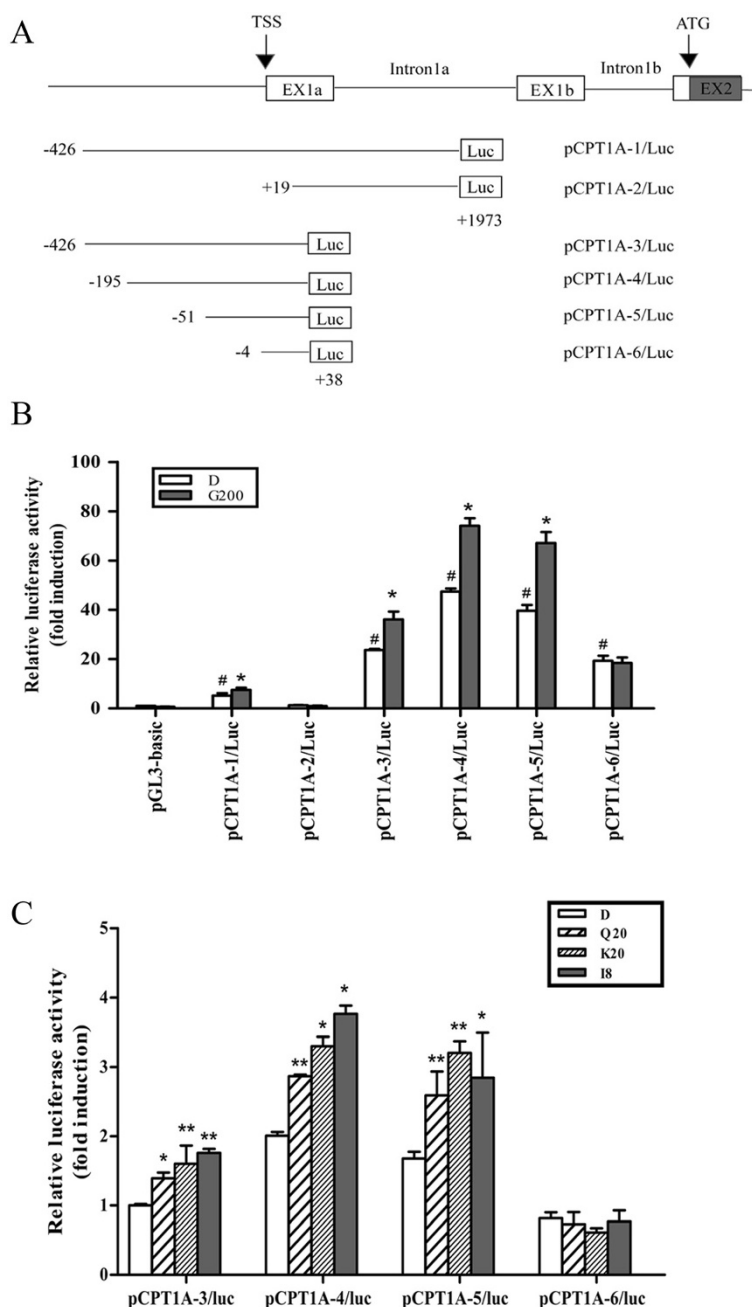 A
TSS
ATG
Intron1a
Intron1b
EX1a
EX1b
EX2
-426
Luc
pCPT1A-1/Luc
+19
Luc
pCPT1A-2/Luc
+1973
-426
Luc
pCPT1A-3/Luc
-195
Luc
pCPT1A-4/Luc
-51
Luc
pCPT1A-5/Luc
-4
Luc
pCPT1A-6/Luc
+38
B
Relative luciferase activity
(fold induction)
100
80
60
40
20
0
D
G200
# *
# *
# *
# *
#
pGL3-basic
pCPT1A-1/Luc
pCPT1A-2/Luc
pCPT1A-3/Luc
pCPT1A-4/Luc
pCPT1A-5/Luc
pCPT1A-6/Luc
C
Relative luciferase activity
(fold induction)
5
4
3
2
1
0
D
Q20
K20
I8
* ** **
** * *
** ** *
pCPT1A-3/luc
pCPT1A-4/luc
pCPT1A-5/luc
pCPT1A-6/luc